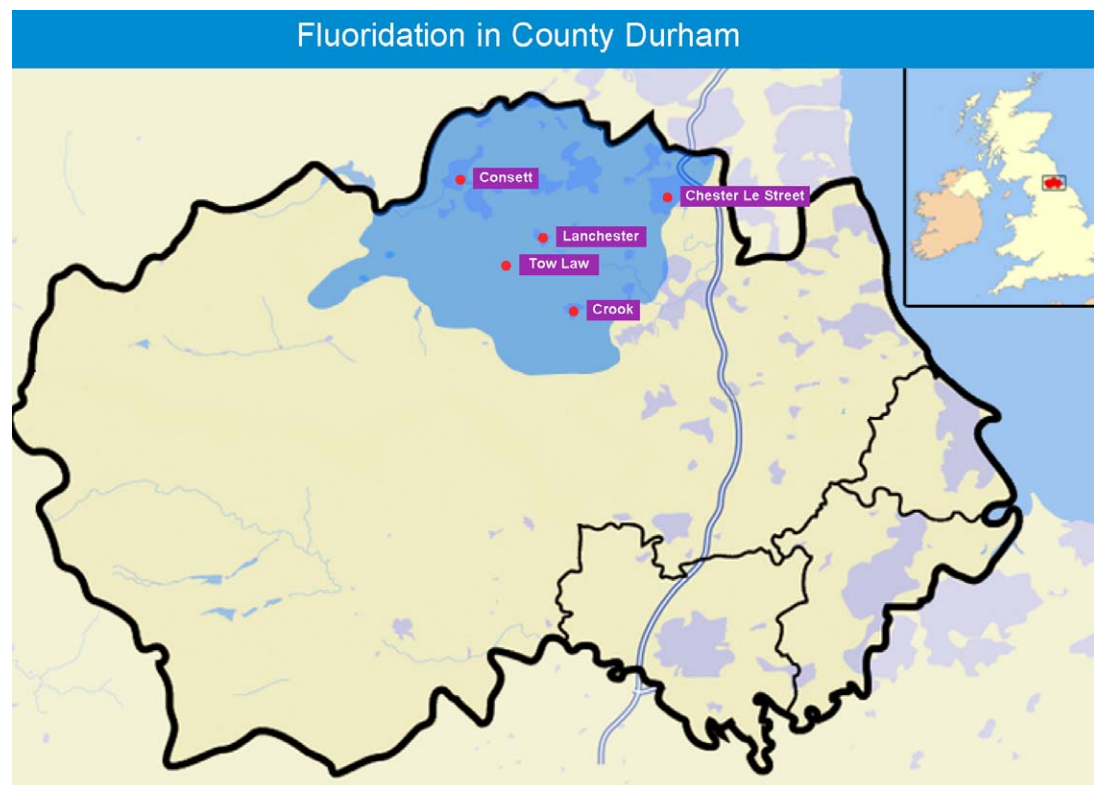 Fluoridation in County Durham
Consett
Chester Le Street
Lanchester
Tow Law
Crook